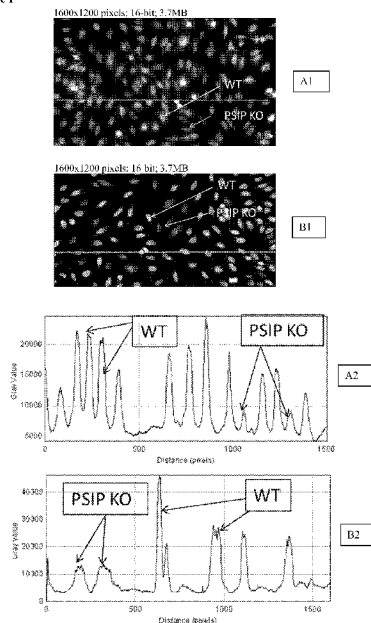 1600x1200 pixels; 16-bit; 3.7MB
WT
A1
PSIP KO
1600x1200 pixels; 16 bit; 3.7MB
WT
PSIP KO
B1
20000
15000
10000
5000
Gray Value
WT
PSIP KO
A2
0
500
1000
1500
Distance (pixels)
40000
30000
20000
10000
0
Gray Value
PSIP KO
WT
B2
0
500
1000
1500
Distance (pixels)